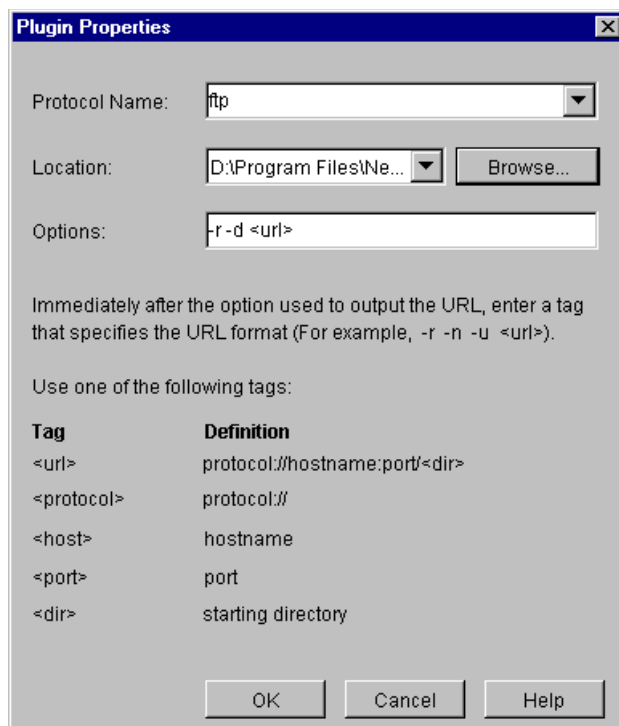 Plugin Properties
Protocol Name: ftp
Location: D:\Program Files\Ne... Browse...
Options: -r -d <url>
Immediately after the option used to output the URL, enter a tag
that specifies the URL format (For example, -r -n -u <url>).
Use one of the following tags:
Tag Definition
<url> protocol://hostname:port/<dir>
<protocol> protocol://
<host> hostname
<port> port
<dir> starting directory
OK Cancel Help